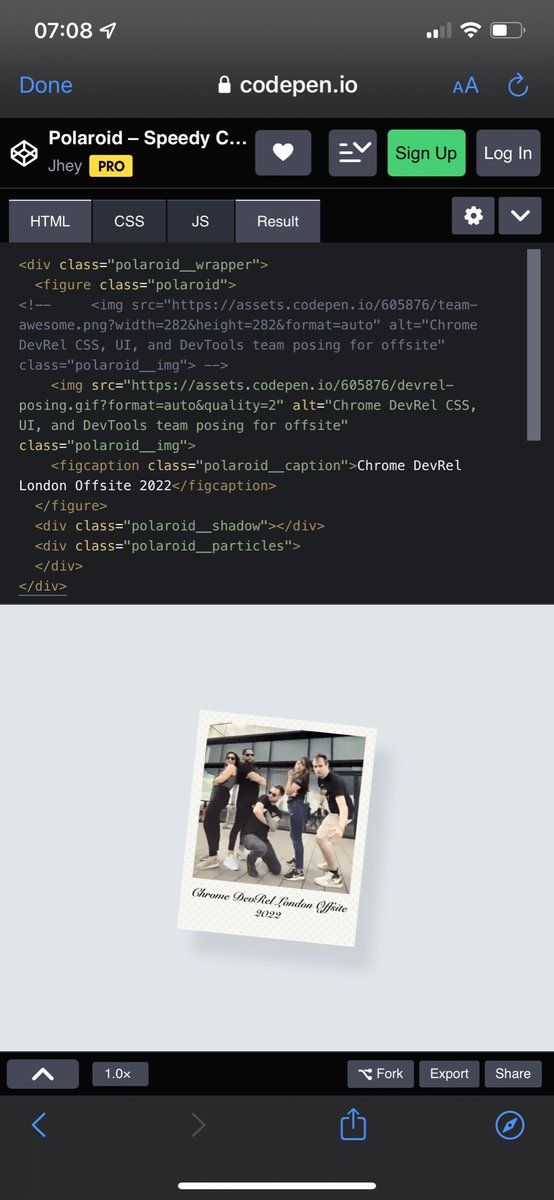 07:08
Done
codepen.io
AA
Polaroid – Speedy C...
Jhey PRO
Sign Up
Log In
HTML
CSS
JS
Result
<div class="polaroid__wrapper">
<figure class="polaroid">
<!-- <img src="https://assets.codepen.io/605876/team-
awesome.png?width=282&height=282&format=auto" alt="Chrome
DevRel CSS, UI, and DevTools team posing for offsite"
class="polaroid__img"> -->
<img src="https://assets.codepen.io/605876/devrel-
posing.gif?format=auto&quality=2" alt="Chrome DevRel CSS,
UI, and DevTools team posing for offsite"
class="polaroid__img">
<figcaption class="polaroid__caption">Chrome DevRel
London Offsite 2022</figcaption>
</figure>
<div class="polaroid__shadow"></div>
<div class="polaroid__particles">
</div>
</div>
Chrome DevRel London Offsite
2022
1.0×
Fork
Export
Share